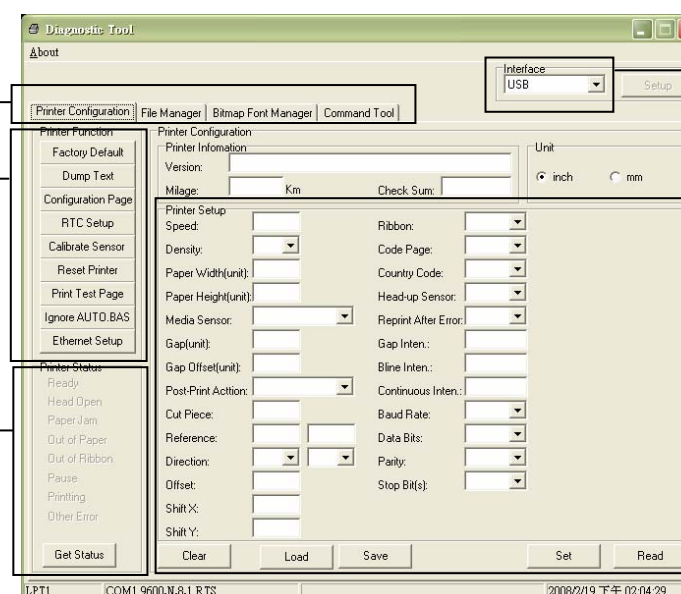 Diagnostic Tool
About
Interface
USB
Setup
Printer Configuration File Manager Bitmap Font Manager Command Tool
Printer Function
Factory Default
Dump Text
Configuration Page
RTC Setup
Calibrate Sensor
Reset Printer
Print Test Page
Ignore AUTO.BAS
Ethernet Setup
Printer Status
Ready
Head Open
Paper Jam
Out of Paper
Out of Ribbon
Pause
Printting
Other Error
Get Status
Printer Configuration
Printer Infomation
Version:
Milage: Km Check Sum:
Unit
inch mm
Printer Setup
Speed: Ribbon:
Density: Code Page:
Paper Width(unit): Country Code:
Paper Height(unit): Head-up Sensor:
Media Sensor: Reprint After Error:
Gap(unit): Gap Inten.:
Gap Offset(unit): Bline Inten.:
Post-Print Acttion: Continuous Inten.:
Cut Piece: Baud Rate:
Reference: Data Bits:
Direction: Parity:
Offset: Stop Bit(s):
Shift X:
Shift Y:
Clear Load Save Set Read
LPT1 COM1 9600,N,8,1 RTS 2008/2/19 下午 02:04:29